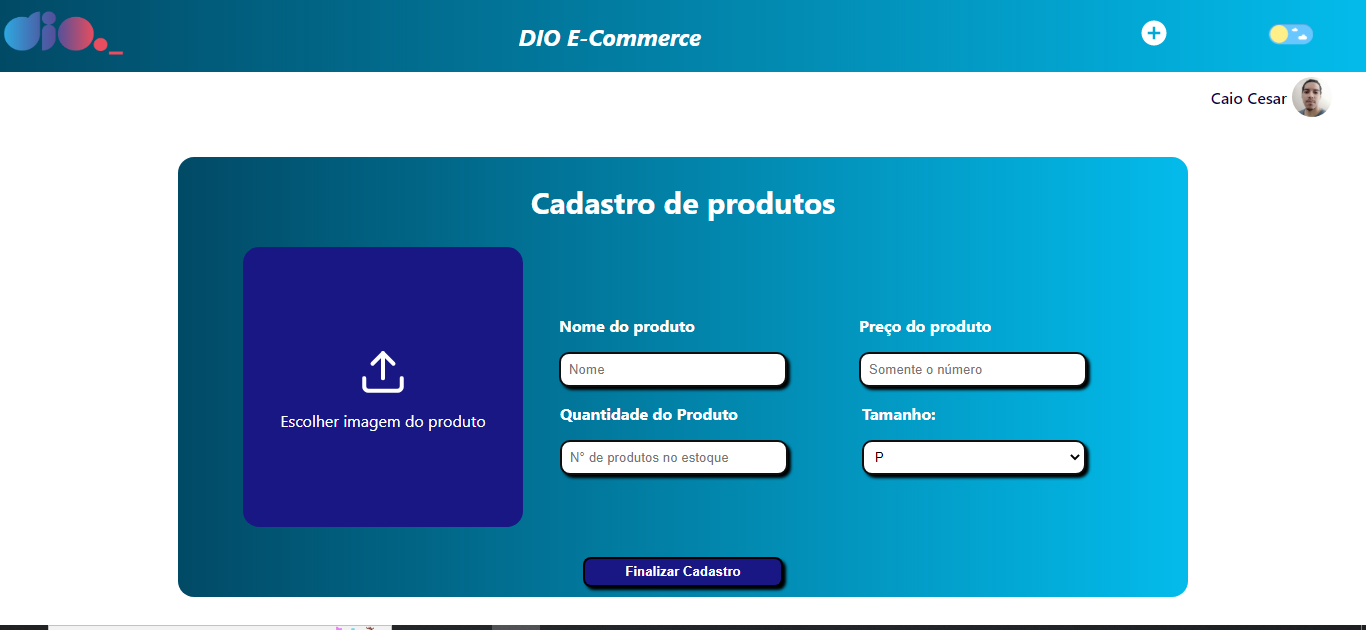 dio._
DIO E-Commerce
Caio Cesar
Cadastro de produtos
Escolher imagem do produto
Nome do produto
Nome
Preço do produto
Somente o número
Quantidade do Produto
N° de produtos no estoque
Tamanho:
P
Finalizar Cadastro